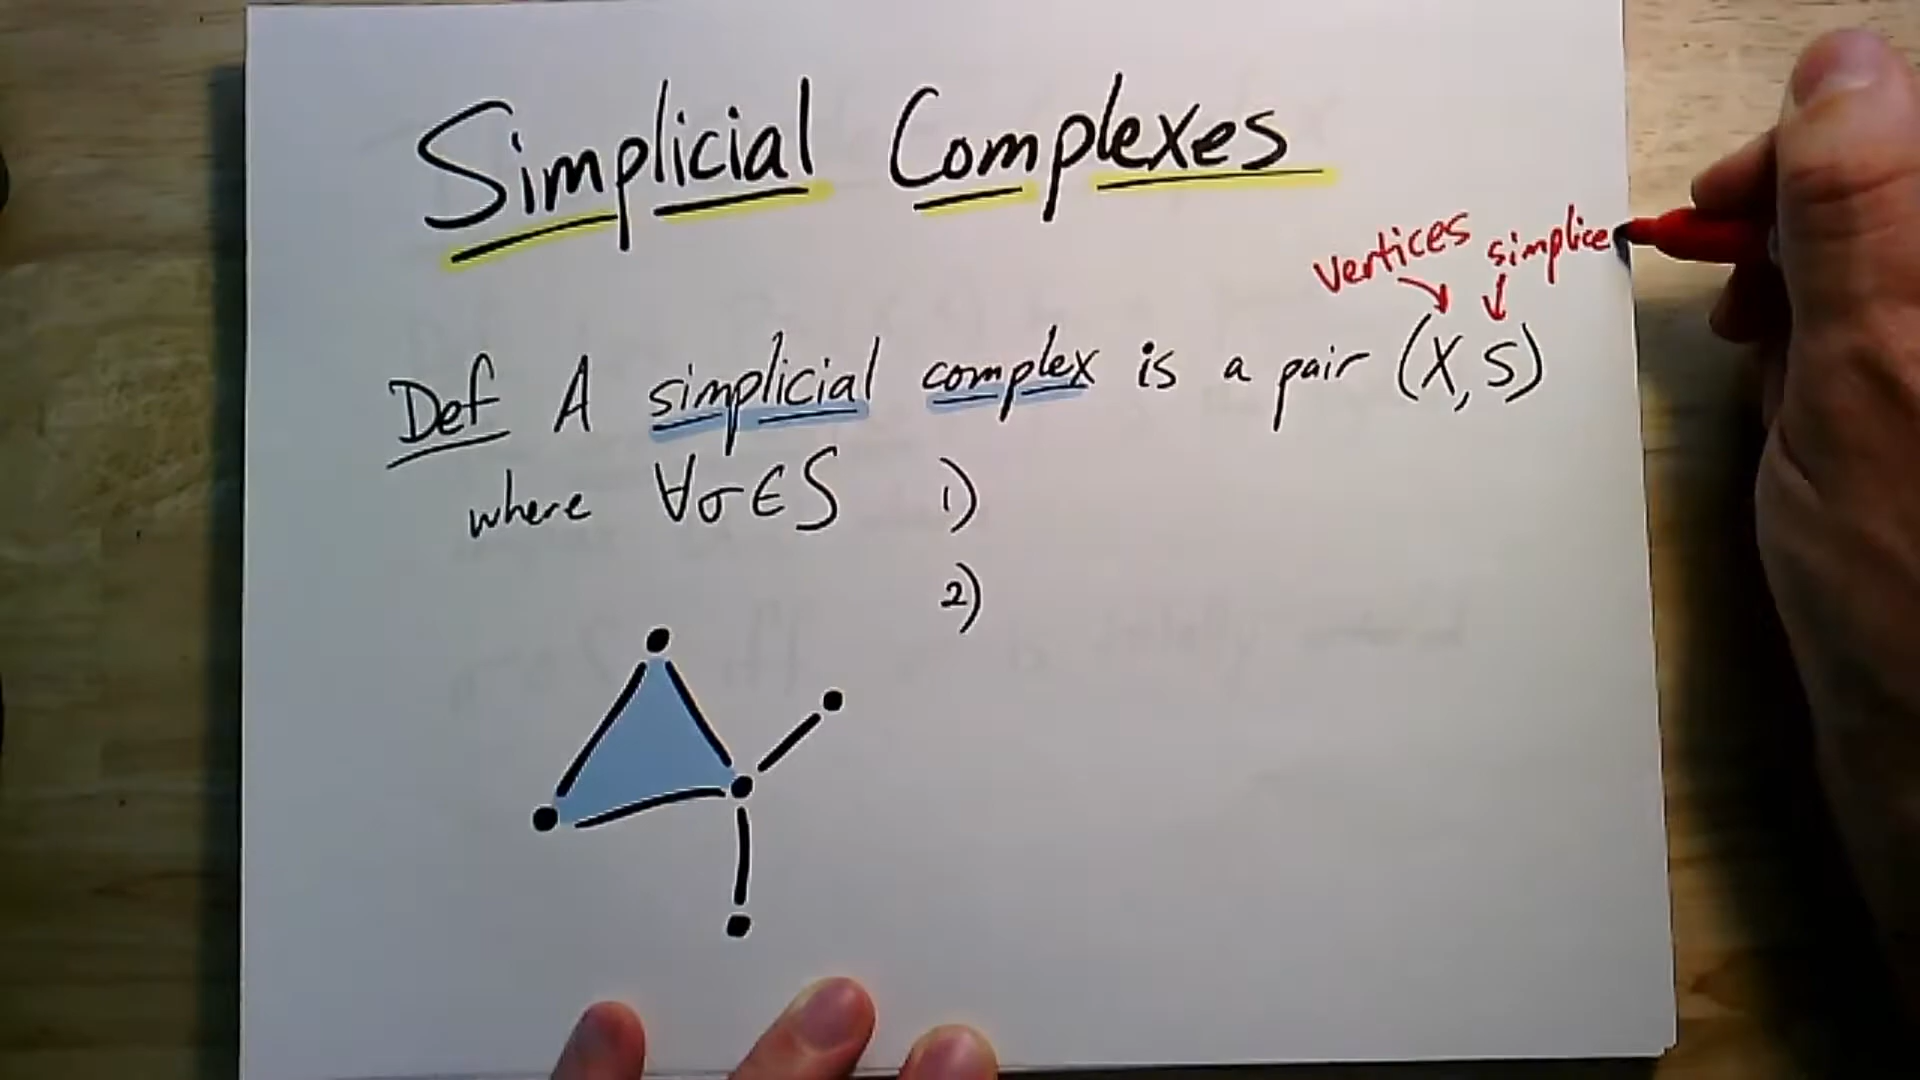 Simplicial Complexes
vertices simplice
Def A simplicial complex is a pair (X, S)
where ∀σ∈S 1)
2)